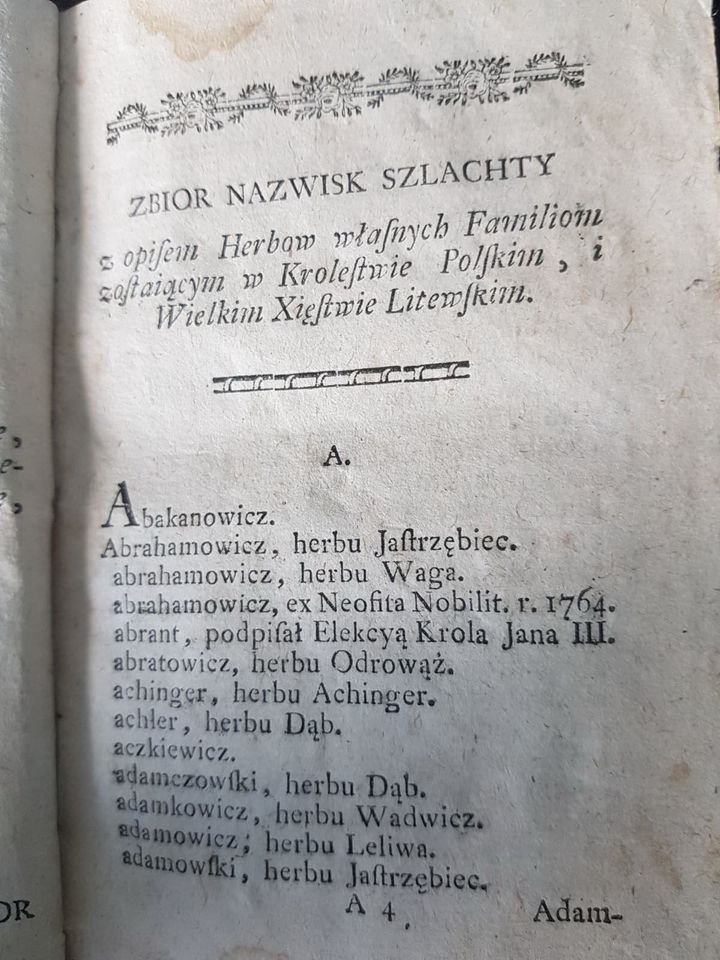 ZBIOR NAZWISK SZLACHTY
z opiſem Herbow właſnych Familiom
zoſtaiącym w Kroleſtwie Polſkim, i
Wielkim Xięſtwie Litewſkim.
A.
Abakanowicz.
Abrahamowicz, herbu Jaſtrzębiec.
abrahamowicz, herbu Waga.
abrahamowicz, ex Neofita Nobilit. r. 1764.
abrant, podpiſał Elekcyą Krola Jana III.
abratowicz, herbu Odrowąż.
achinger, herbu Achinger.
achler, herbu Dąb.
aczkiewicz.
adamczowſki, herbu Dąb.
adamkowicz, herbu Wadwicz.
adamowicz; herbu Leliwa.
adamowſki, herbu Jaſtrzębiec.
A 4
Adam-
e,
e-
e,
OR